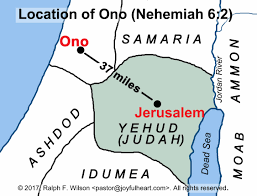 Location of Ono (Nehemiah 6:2)
Ono
SAMARIA
37 miles
Jordan River
AMMON
Jerusalem
YEHUD
(JUDAH)
ASHDOD
Dead Sea
MOAB
IDUMEA
© 2017, Ralph F. Wilson <pastor@joyfulheart.com>. All rights reserved.